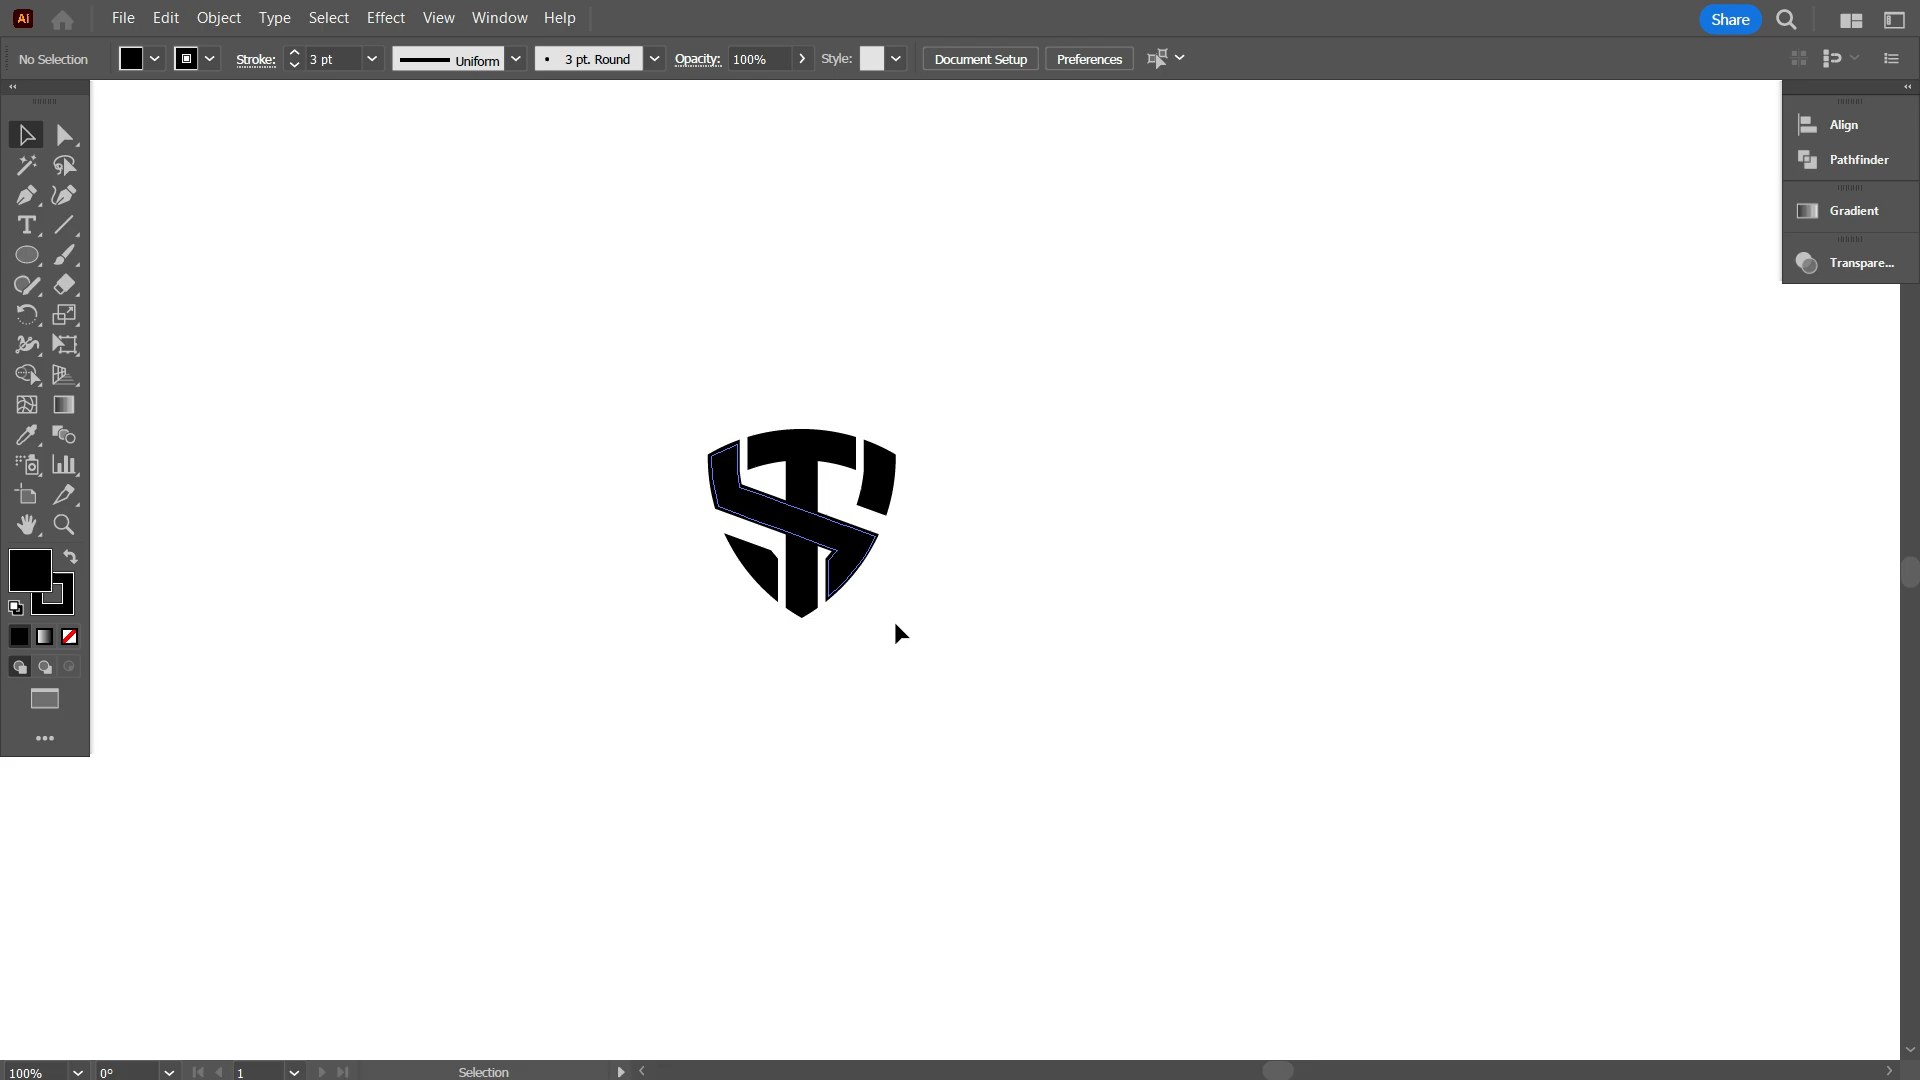 Ai File Edit Object Type Select Effect View Window Help Share
No Selection Stroke: 3 pt Uniform 3 pt. Round Opacity: 100% Style: Document Setup Preferences
Align
Pathfinder
Gradient
Transpare...
ST
100% 0° 1 Selection